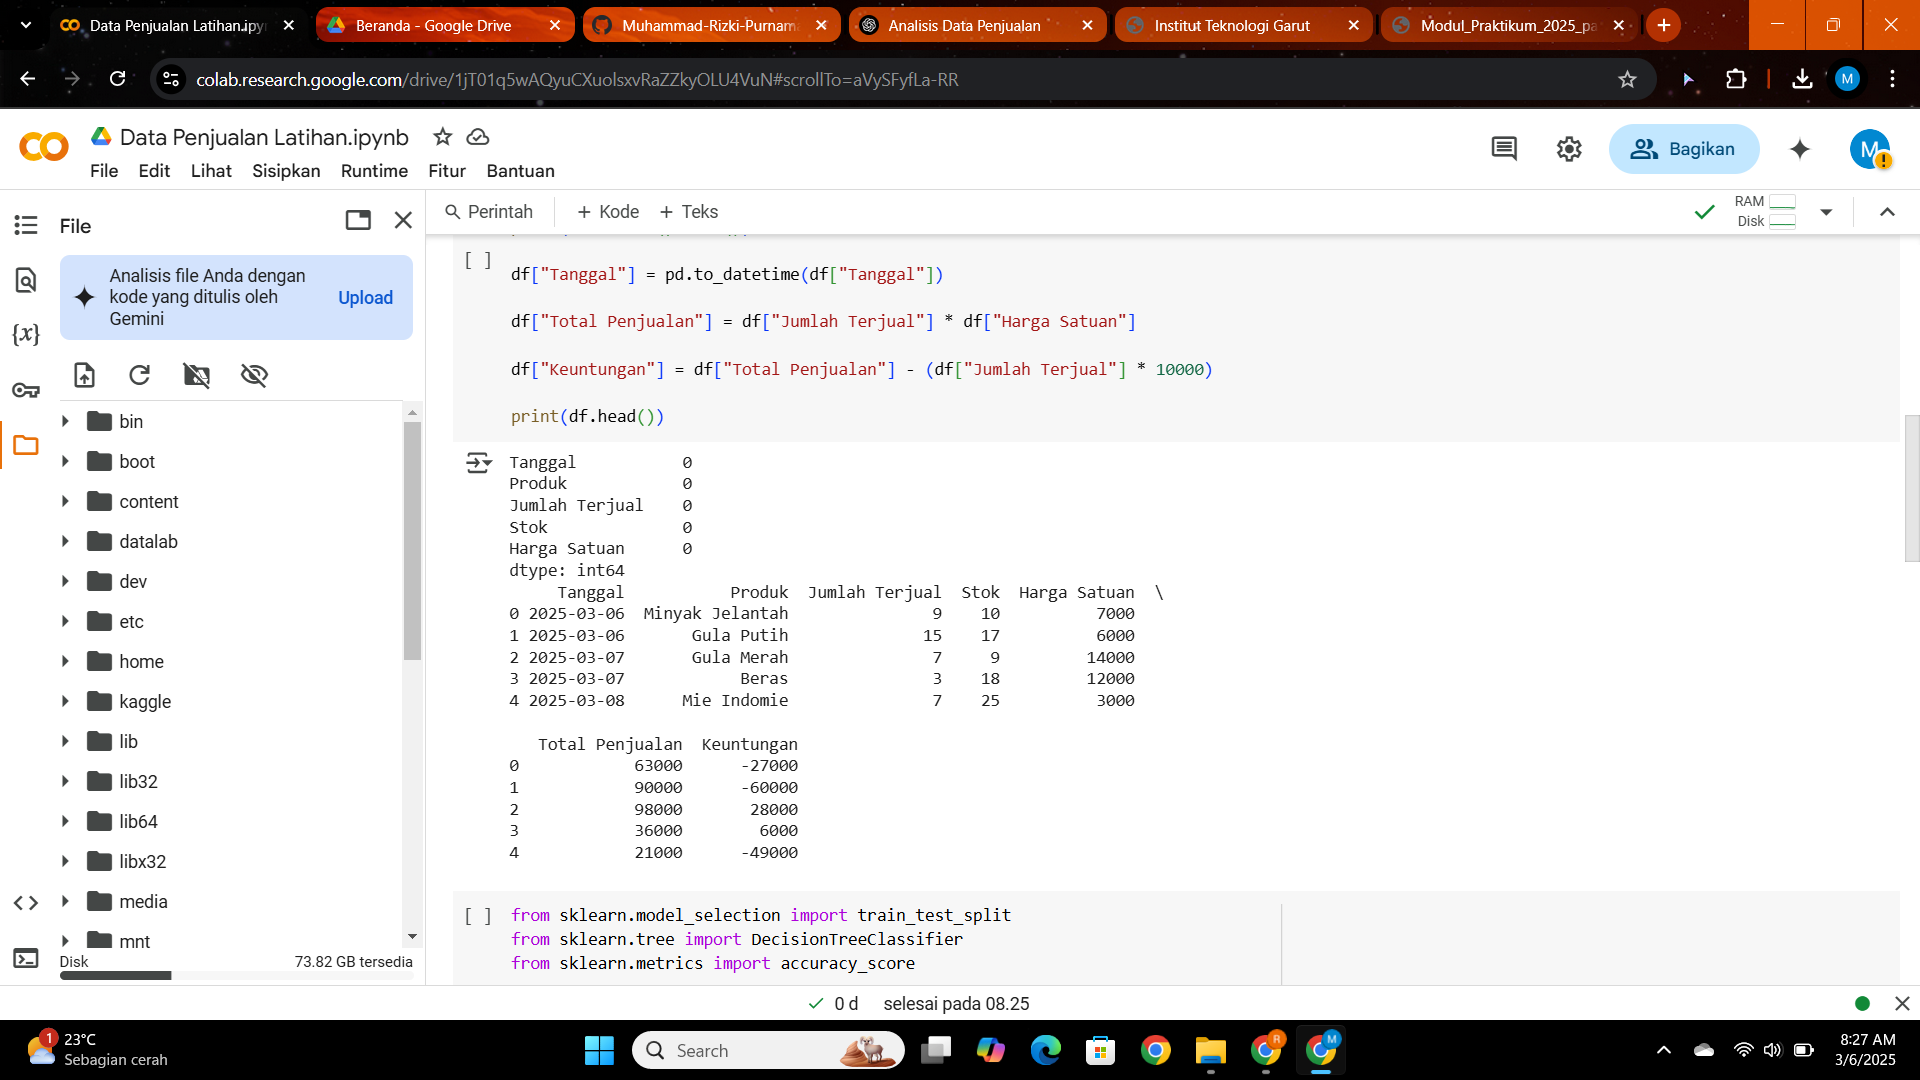 Data Penjualan Latihan.ipy
Beranda - Google Drive
Muhammad-Rizki-Purnama
Analisis Data Penjualan
Institut Teknologi Garut
Modul_Praktikum_2025_pa
colab.research.google.com/drive/1jT01q5wAQyuCXuolsxvRaZZkyOLU4VuN#scrollTo=aVySFyfLa-RR
M
Data Penjualan Latihan.ipynb
File Edit Lihat Sisipkan Runtime Fitur Bantuan
Bagikan
M
File
Perintah + Kode + Teks
RAM
Disk
Analisis file Anda dengan
kode yang ditulis oleh
Gemini
Upload
{x}
bin
boot
content
datalab
dev
etc
home
kaggle
lib
lib32
lib64
libx32
media
mnt
Disk 73.82 GB tersedia
[ ]
df["Tanggal"] = pd.to_datetime(df["Tanggal"])
df["Total Penjualan"] = df["Jumlah Terjual"] * df["Harga Satuan"]
df["Keuntungan"] = df["Total Penjualan"] - (df["Jumlah Terjual"] * 10000)
print(df.head())
Tanggal 0
Produk 0
Jumlah Terjual 0
Stok 0
Harga Satuan 0
dtype: int64
Tanggal Produk Jumlah Terjual Stok Harga Satuan \
0 2025-03-06 Minyak Jelantah 9 10 7000
1 2025-03-06 Gula Putih 15 17 6000
2 2025-03-07 Gula Merah 7 9 14000
3 2025-03-07 Beras 3 18 12000
4 2025-03-08 Mie Indomie 7 25 3000
Total Penjualan Keuntungan
0 63000 -27000
1 90000 -60000
2 98000 28000
3 36000 6000
4 21000 -49000
[ ] from sklearn.model_selection import train_test_split
from sklearn.tree import DecisionTreeClassifier
from sklearn.metrics import accuracy_score
0 d selesai pada 08.25
1
23°C
Sebagian cerah
Search
R
M
8:27 AM
3/6/2025